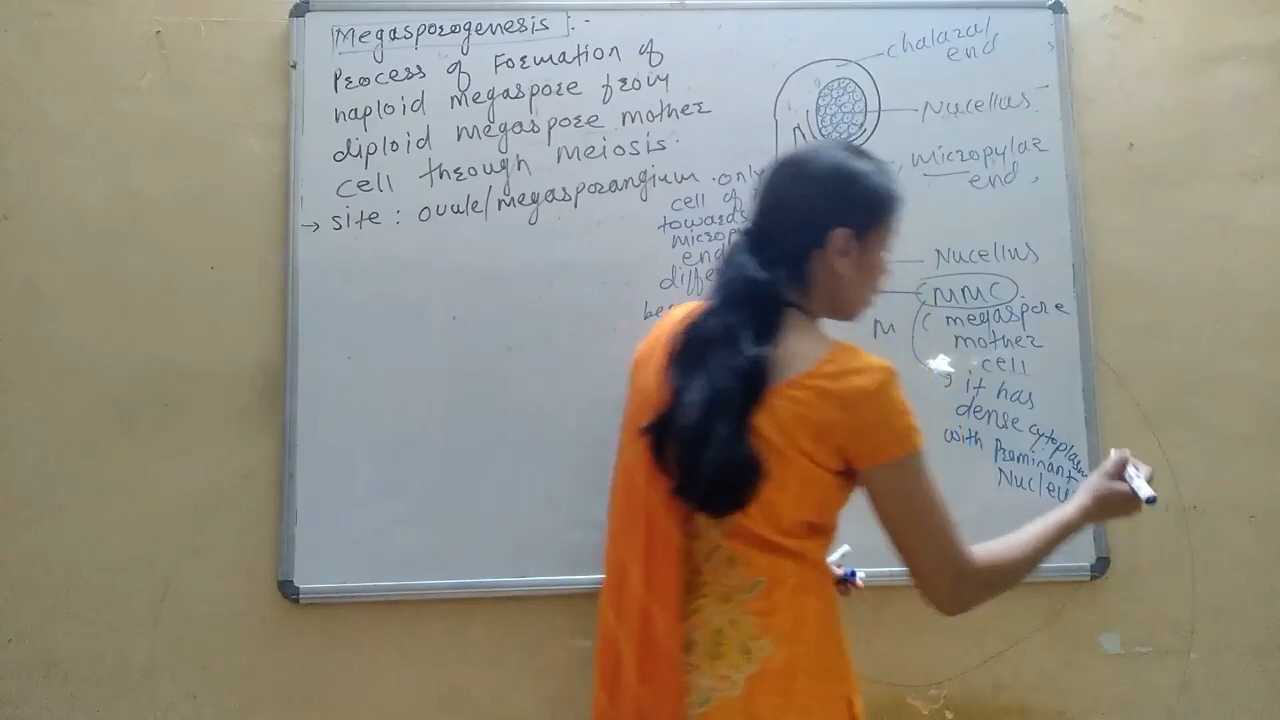 Megasporogenesis :-
Process of Formation of
haploid megaspore from
diploid megaspore mother
cell through meiosis.
→ site : ovule/megasporangium
chalazal
end
Nucellus
micropylar
end
only
cell of
towards
end
Nucellus
MMC
(megaspore
mother
cell
it has
dense cytoplasm
with Prominant
M